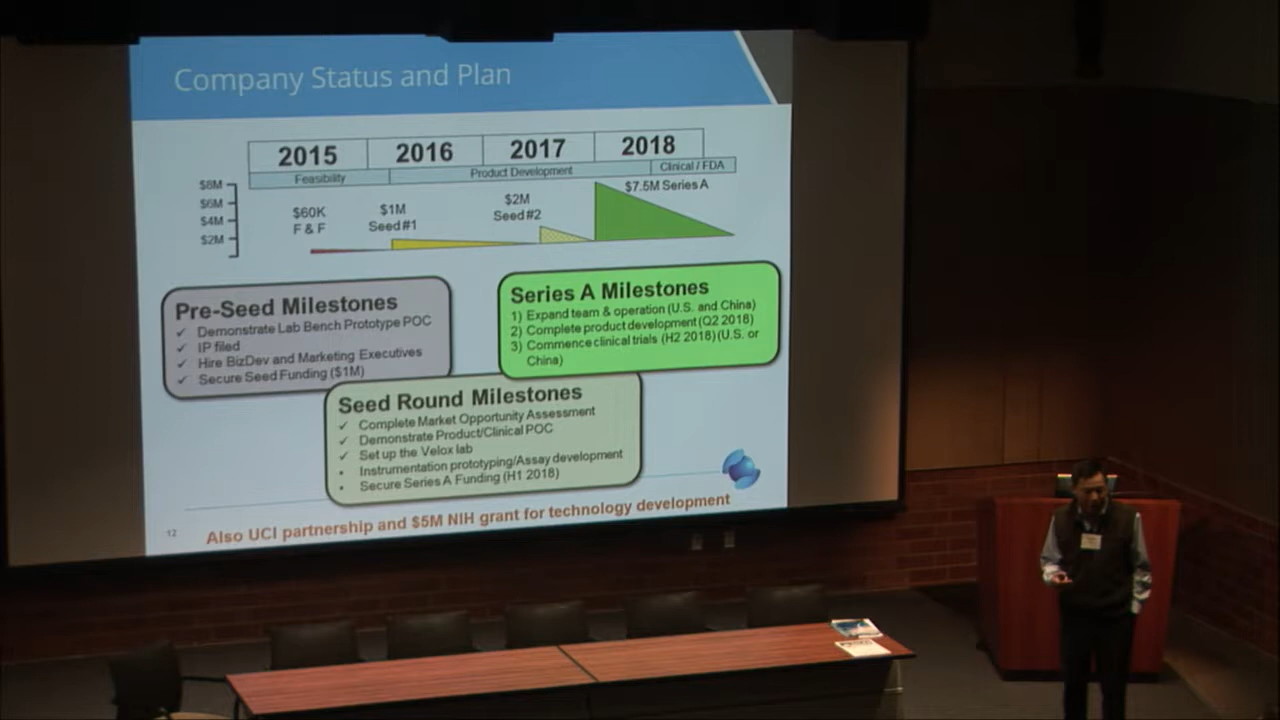 Company Status and Plan
2015 2016 2017 2018
Feasibility Product Development Clinical / FDA
$8M
$6M
$4M
$2M
$60K
F & F
$1M
Seed #1
$2M
Seed #2
$7.5M Series A
Pre-Seed Milestones
✓ Demonstrate Lab Bench Prototype POC
✓ IP filed
✓ Hire BizDev and Marketing Executives
✓ Secure Seed Funding ($1M)
Series A Milestones
1) Expand team & operation (U.S. and China)
2) Complete product development (Q2 2018)
3) Commence clinical trials (H2 2018) (U.S. or
China)
Seed Round Milestones
✓ Complete Market Opportunity Assessment
✓ Demonstrate Product/Clinical POC
✓ Set up the Velox lab
• Instrumentation prototyping/Assay development
• Secure Series A Funding (H1 2018)
12
Also UCI partnership and $5M NIH grant for technology development